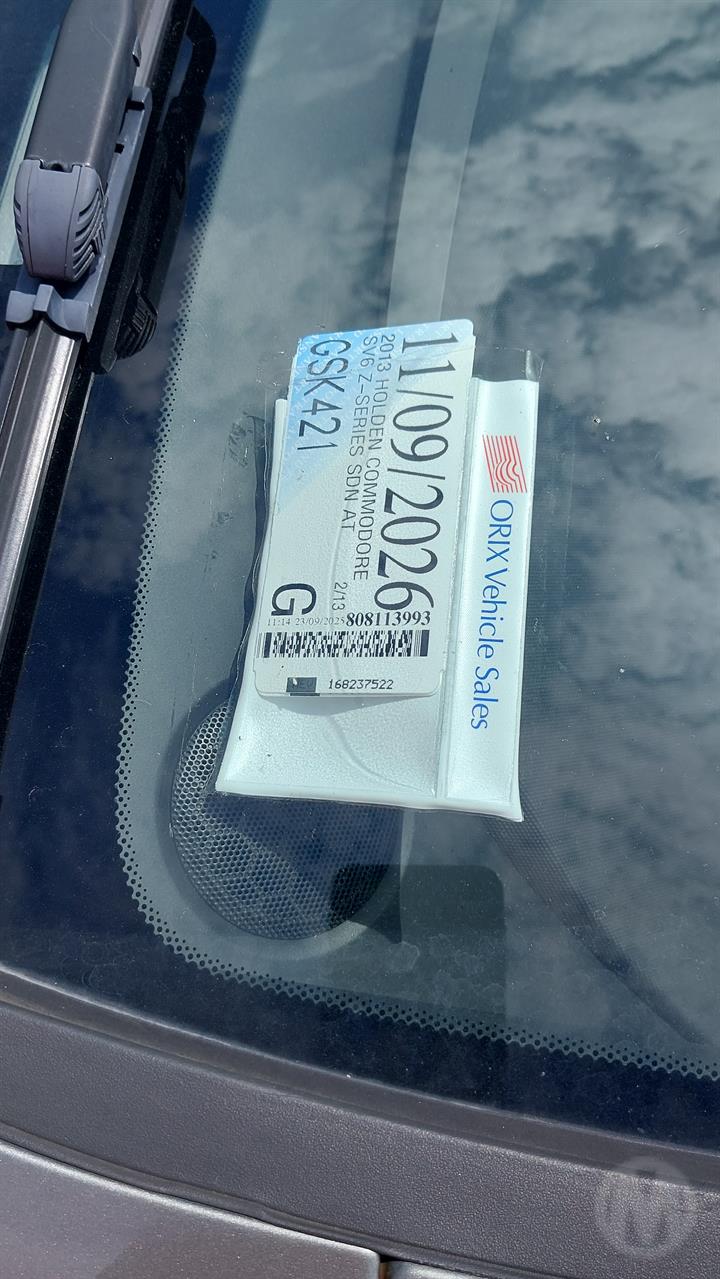 11/09/2026
2013 HOLDEN COMMODORE
SV6 Z-SERIES SDN AT
GSK421
2/13
G
11:14 23/09/2025 808113993
168237522
ORIX Vehicle Sales